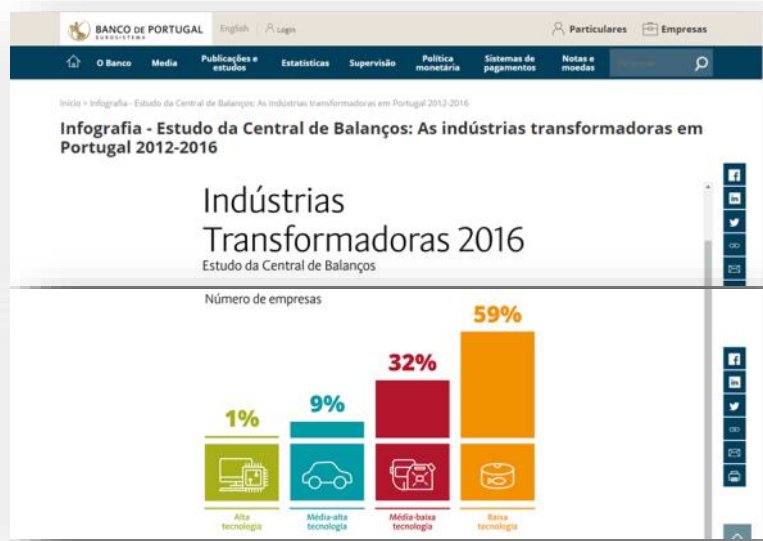 BANCO DE PORTUGAL
EUROSISTEMA
English
Login
Particulares
Empresas
O Banco
Media
Publicações e
estudos
Estatísticas
Supervisão
Política
monetária
Sistemas de
pagamentos
Notas e
moedas
Início > Infografia - Estudo da Central de Balanços: As indústrias transformadoras em Portugal 2012-2016
Infografia - Estudo da Central de Balanços: As indústrias transformadoras em
Portugal 2012-2016
Indústrias
Transformadoras 2016
Estudo da Central de Balanços
Número de empresas
1%
9%
32%
59%
Alta
tecnologia
Média-alta
tecnologia
Média-baixa
tecnologia
Baixa
tecnologia